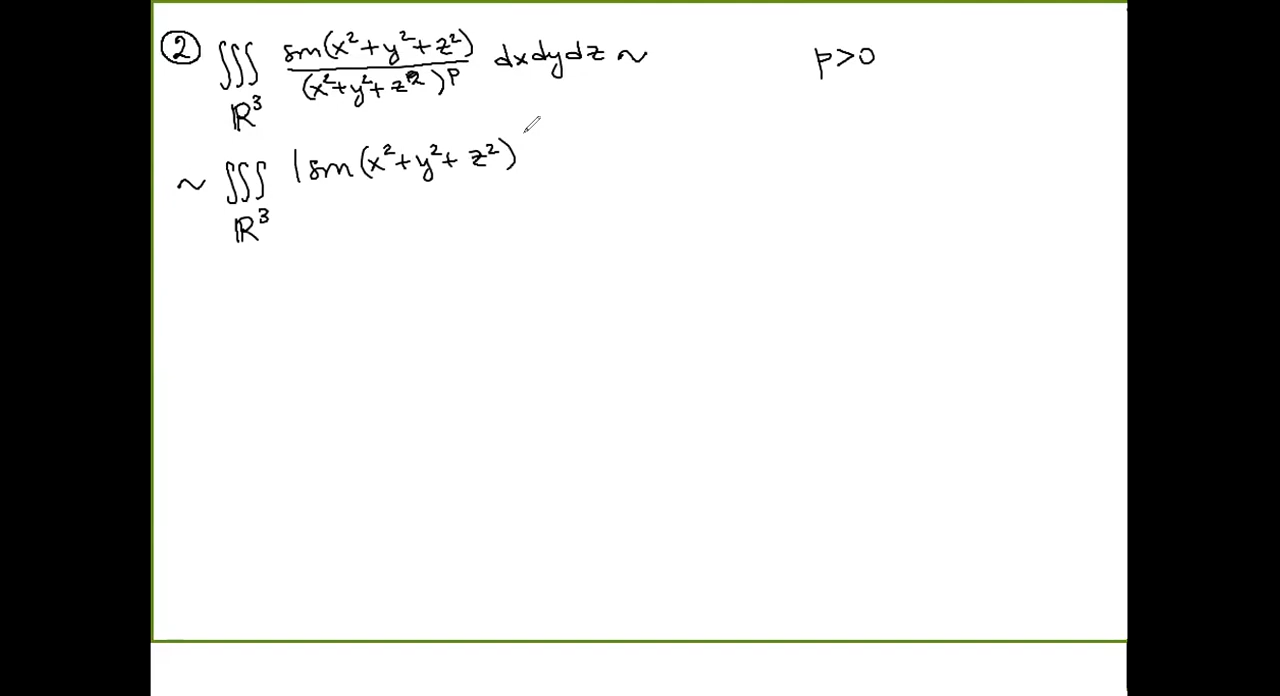 ② ∭_{ℝ³} sin(x²+y²+z²)/(x²+y²+z²)^p dxdydz ~ p>0
~ ∭_{ℝ³} |sin(x²+y²+z²)